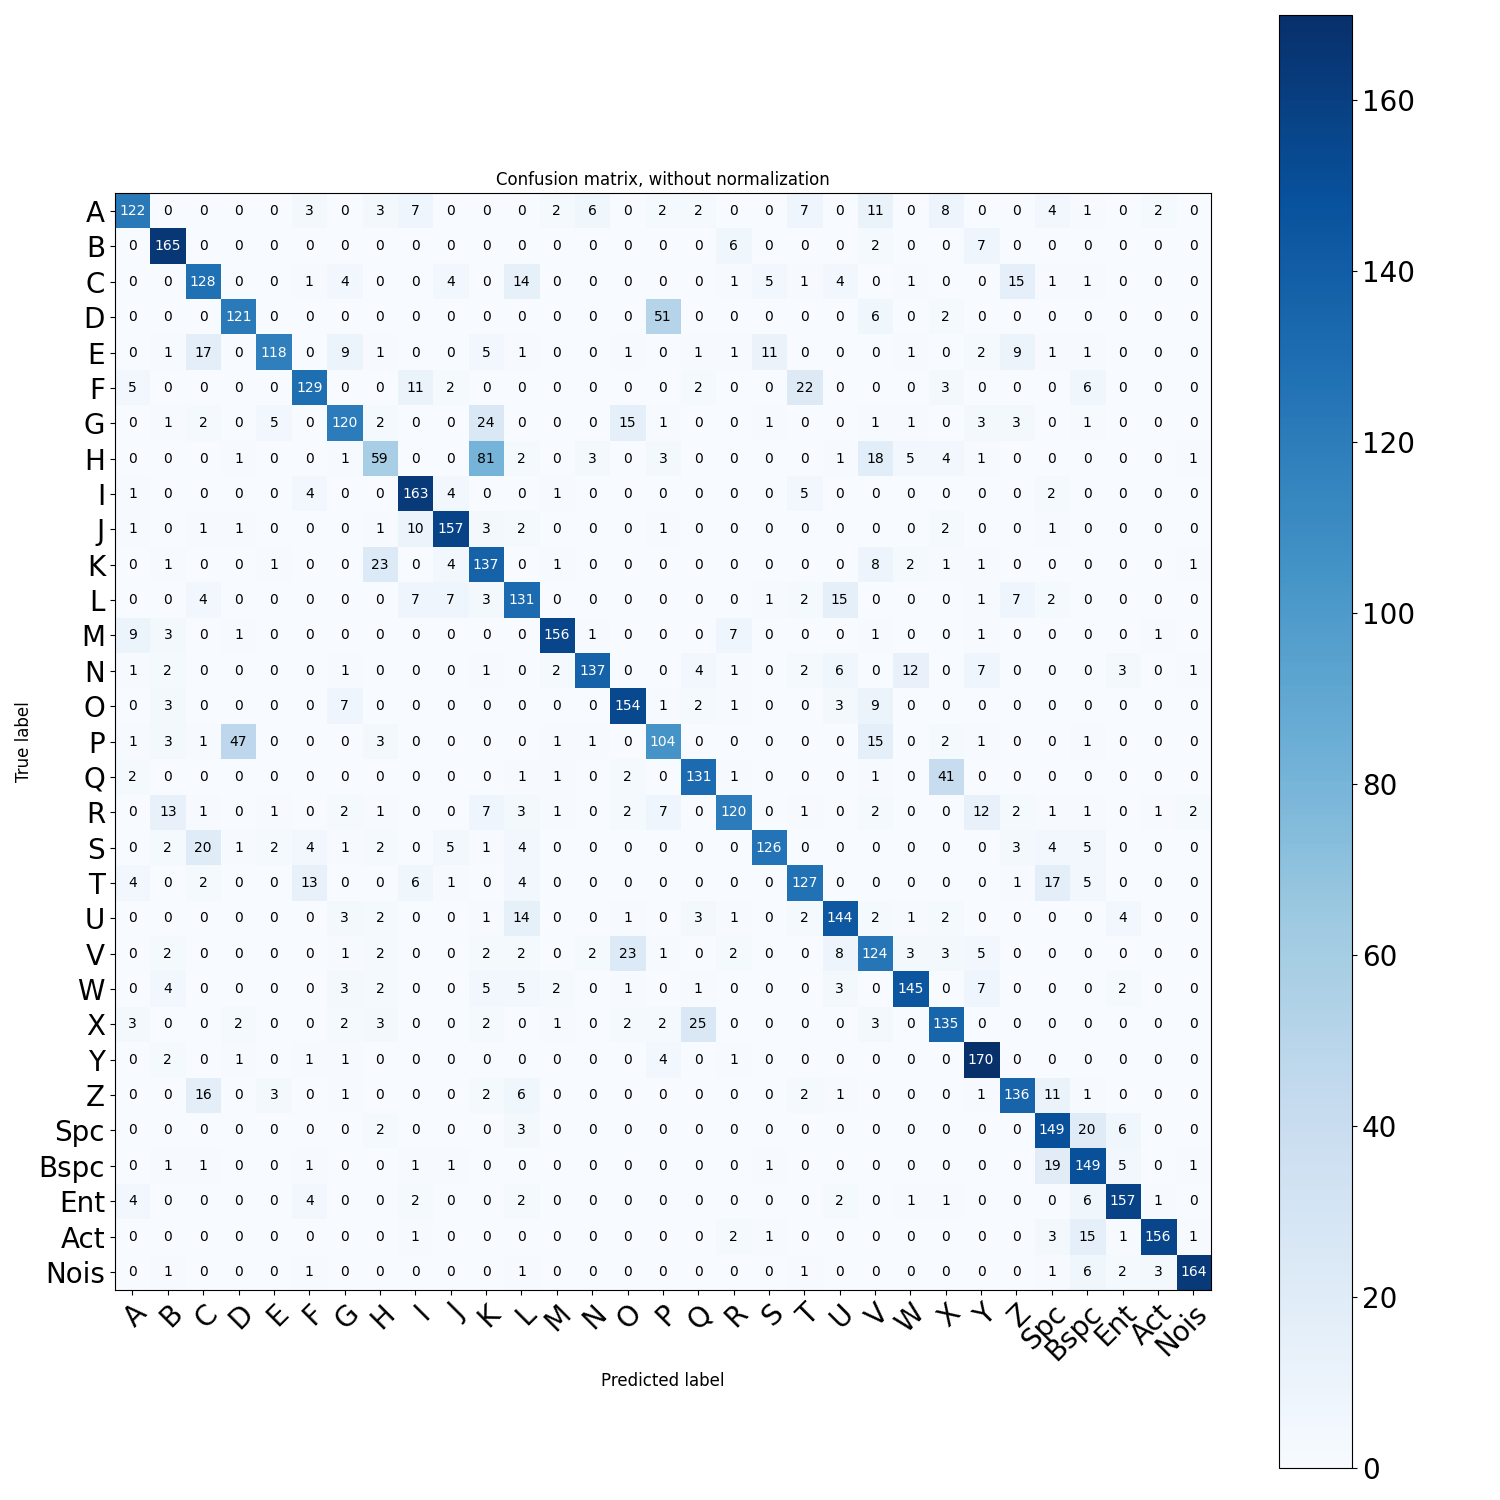 Confusion matrix, without normalization
A 122 0 0 0 0 3 0 3 7 0 0 0 2 6 0 2 2 0 0 7 0 11 0 8 0 0 4 1 0 2 0
B 0 165 0 0 0 0 0 0 0 0 0 0 0 0 0 0 0 6 0 0 0 2 0 0 7 0 0 0 0 0 0
C 0 0 128 0 0 1 4 0 0 4 0 14 0 0 0 0 0 1 5 1 4 0 1 0 0 15 1 1 0 0 0
D 0 0 0 121 0 0 0 0 0 0 0 0 0 0 0 51 0 0 0 0 0 6 0 2 0 0 0 0 0 0 0
E 0 1 17 0 118 0 9 1 0 0 5 1 0 0 1 0 1 1 11 0 0 0 1 0 2 9 1 1 0 0 0
F 5 0 0 0 0 129 0 0 11 2 0 0 0 0 0 0 2 0 0 22 0 0 0 3 0 0 0 6 0 0 0
G 0 1 2 0 5 0 120 2 0 0 24 0 0 0 15 1 0 0 1 0 0 1 1 0 3 3 0 1 0 0 0
H 0 0 0 1 0 0 1 59 0 0 81 2 0 3 0 3 0 0 0 0 1 18 5 4 1 0 0 0 0 0 1
I 1 0 0 0 0 4 0 0 163 4 0 0 1 0 0 0 0 0 0 5 0 0 0 0 0 0 2 0 0 0 0
J 1 0 1 1 0 0 0 1 10 157 3 2 0 0 0 1 0 0 0 0 0 0 0 2 0 0 1 0 0 0 0
K 0 1 0 0 1 0 0 23 0 4 137 0 1 0 0 0 0 0 0 0 0 8 2 1 1 0 0 0 0 0 1
L 0 0 4 0 0 0 0 0 7 7 3 131 0 0 0 0 0 0 1 2 15 0 0 0 1 7 2 0 0 0 0
M 9 3 0 1 0 0 0 0 0 0 0 0 156 1 0 0 0 7 0 0 0 1 0 0 1 0 0 0 0 1 0
N 1 2 0 0 0 0 1 0 0 0 1 0 2 137 0 0 4 1 0 2 6 0 12 0 7 0 0 0 3 0 1
O 0 3 0 0 0 0 7 0 0 0 0 0 0 0 154 1 2 1 0 0 3 9 0 0 0 0 0 0 0 0 0
P 1 3 1 47 0 0 0 3 0 0 0 0 1 1 0 104 0 0 0 0 0 15 0 2 1 0 0 1 0 0 0
Q 2 0 0 0 0 0 0 0 0 0 0 1 1 0 2 0 131 1 0 0 0 1 0 41 0 0 0 0 0 0 0
R 0 13 1 0 1 0 2 1 0 0 7 3 1 0 2 7 0 120 0 1 0 2 0 0 12 2 1 1 0 1 2
S 0 2 20 1 2 4 1 2 0 5 1 4 0 0 0 0 0 0 126 0 0 0 0 0 0 3 4 5 0 0 0
T 4 0 2 0 0 13 0 0 6 1 0 4 0 0 0 0 0 0 0 127 0 0 0 0 0 1 17 5 0 0 0
U 0 0 0 0 0 0 3 2 0 0 1 14 0 0 1 0 3 1 0 2 144 2 1 2 0 0 0 0 4 0 0
V 0 2 0 0 0 0 1 2 0 0 2 2 0 2 23 1 0 2 0 0 8 124 3 3 5 0 0 0 0 0 0
W 0 4 0 0 0 0 3 2 0 0 5 5 2 0 1 0 1 0 0 0 3 0 145 0 7 0 0 0 2 0 0
X 3 0 0 2 0 0 2 3 0 0 2 0 1 0 2 2 25 0 0 0 0 3 0 135 0 0 0 0 0 0 0
Y 0 2 0 1 0 1 1 0 0 0 0 0 0 0 0 4 0 1 0 0 0 0 0 0 170 0 0 0 0 0 0
Z 0 0 16 0 3 0 1 0 0 0 2 6 0 0 0 0 0 0 0 2 1 0 0 0 1 136 11 1 0 0 0
Spc 0 0 0 0 0 0 0 2 0 0 0 3 0 0 0 0 0 0 0 0 0 0 0 0 0 0 149 20 6 0 0
Bspc 0 1 1 0 0 1 0 0 1 1 0 0 0 0 0 0 0 0 1 0 0 0 0 0 0 0 19 149 5 0 1
Ent 4 0 0 0 0 4 0 0 2 0 0 2 0 0 0 0 0 0 0 0 2 0 1 1 0 0 0 6 157 1 0
Act 0 0 0 0 0 0 0 0 1 0 0 0 0 0 0 0 0 2 1 0 0 0 0 0 0 0 3 15 1 156 1
Nois 0 1 0 0 0 1 0 0 0 0 0 1 0 0 0 0 0 0 0 1 0 0 0 0 0 0 1 6 2 3 164
A B C D E F G H I J K L M N O P Q R S T U V W X Y Z Spc Bspc Ent Act Nois
True label
Predicted label
160
140
120
100
80
60
40
20
0